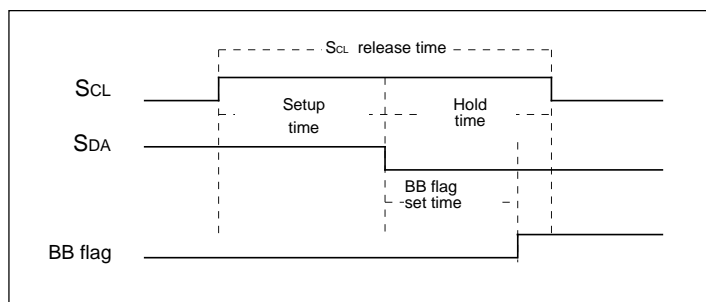 SCL release time
SCL
Setup
time
Hold
time
SDA
BB flag
set time
BB flag